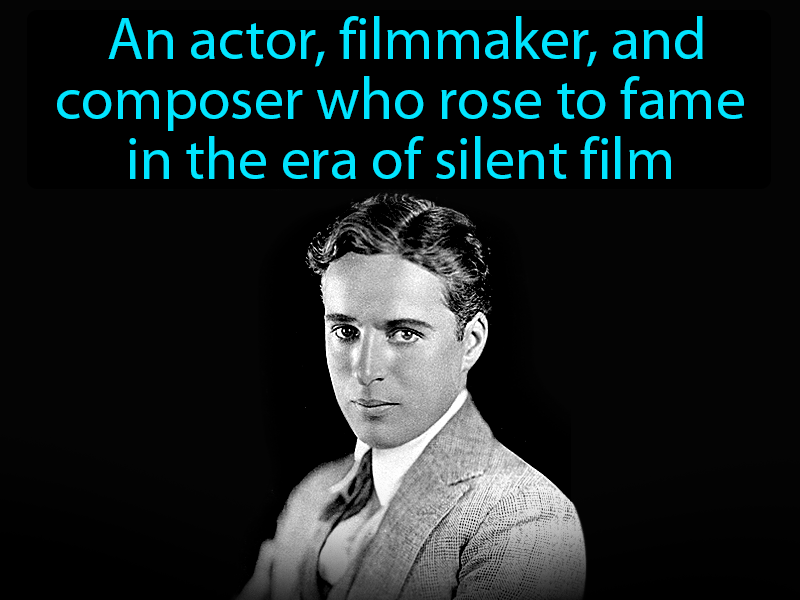 An actor, filmmaker, and
composer who rose to fame
in the era of silent film